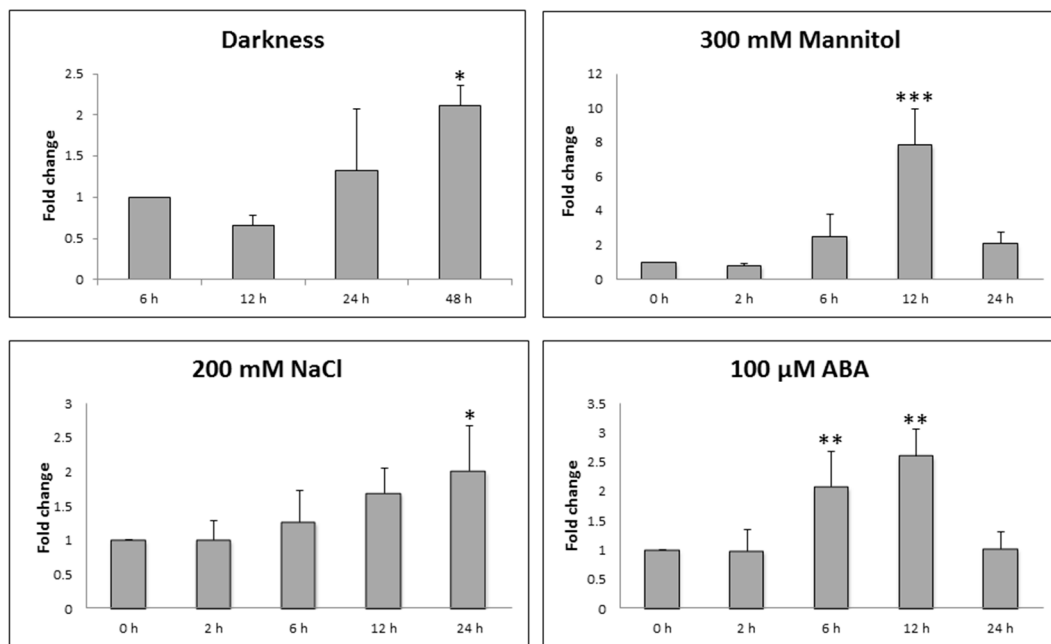 Darkness
Fold change
2.5
2
1.5
1
0.5
0
*
6 h 12 h 24 h 48 h
300 mM Mannitol
Fold change
12
10
8
6
4
2
0
***
0 h 2 h 6 h 12 h 24 h
200 mM NaCl
Fold change
3
2.5
2
1.5
1
0.5
0
*
0 h 2 h 6 h 12 h 24 h
100 µM ABA
Fold change
3.5
3
2.5
2
1.5
1
0.5
0
** **
0 h 2 h 6 h 12 h 24 h